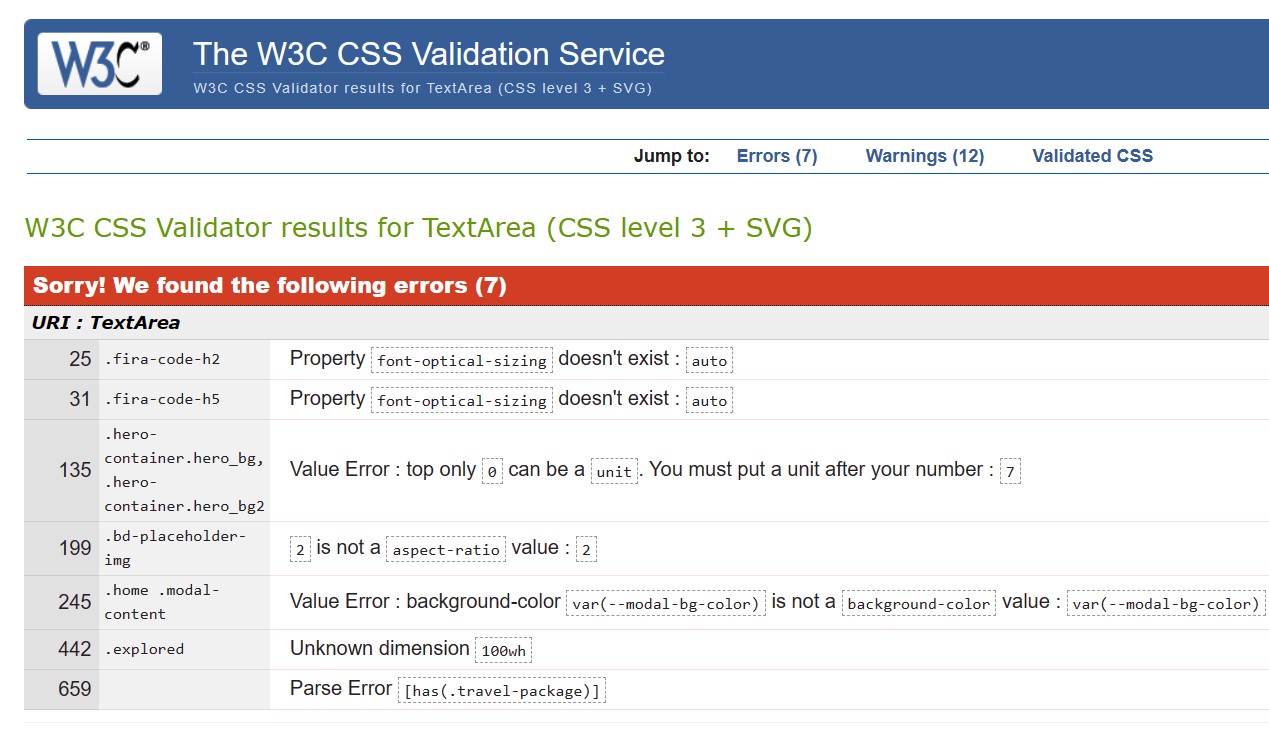 W3C®
The W3C CSS Validation Service
W3C CSS Validator results for TextArea (CSS level 3 + SVG)
Jump to: Errors (7) Warnings (12) Validated CSS
W3C CSS Validator results for TextArea (CSS level 3 + SVG)
Sorry! We found the following errors (7)
URI : TextArea
25 .fira-code-h2 Property font-optical-sizing doesn't exist : auto
31 .fira-code-h5 Property font-optical-sizing doesn't exist : auto
135 .hero-
container.hero_bg,
.hero-
container.hero_bg2
Value Error : top only 0 can be a unit. You must put a unit after your number : 7
199 .bd-placeholder-
img
2 is not a aspect-ratio value : 2
245 .home .modal-
content
Value Error : background-color var(--modal-bg-color) is not a background-color value : var(--modal-bg-color)
442 .explored Unknown dimension 100wh
659 Parse Error [has(.travel-package)]